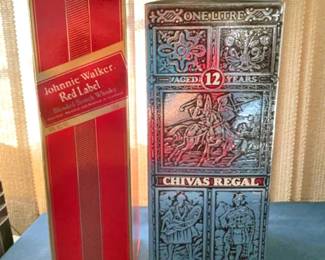 Johnnie Walker
Red Label
Blended Scotch Whisky
ONE LITRE
AGED 12 YEARS
CHIVAS REGAL